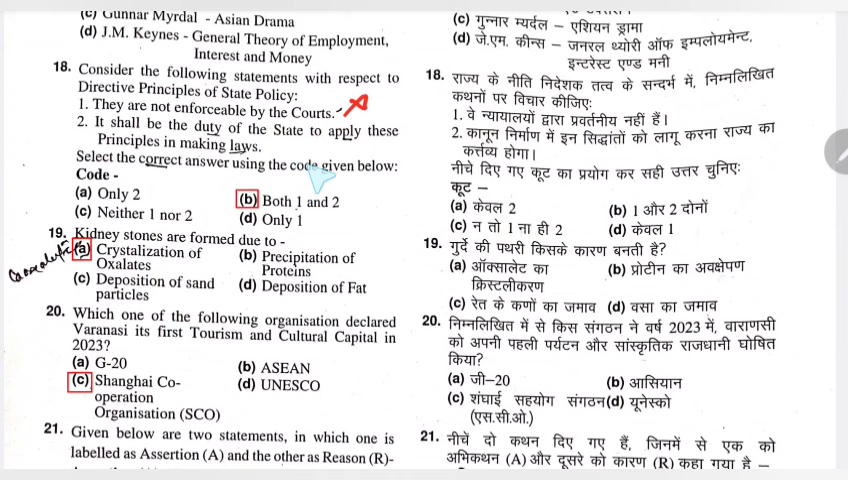 (c) Gunnar Myrdal - Asian Drama
(d) J.M. Keynes - General Theory of Employment,
Interest and Money
18. Consider the following statements with respect to
Directive Principles of State Policy:
1. They are not enforceable by the Courts.
2. It shall be the duty of the State to apply these
Principles in making laws.
Select the correct answer using the code given below:
Code -
(a) Only 2
(b) Both 1 and 2
(c) Neither 1 nor 2
(d) Only 1
19. Kidney stones are formed due to -
(a) Crystalization of
Oxalates
(b) Precipitation of
Proteins
(c) Deposition of sand
particles
(d) Deposition of Fat
20. Which one of the following organisation declared
Varanasi its first Tourism and Cultural Capital in
2023?
(a) G-20
(b) ASEAN
(c) Shanghai Co-
operation
Organisation (SCO)
(d) UNESCO
21. Given below are two statements, in which one is
labelled as Assertion (A) and the other as Reason (R)-
(c) गुन्नार म्यर्दल – एशियन ड्रामा
(d) जे.एम. कीन्स – जनरल थ्योरी ऑफ इम्पलोयमेन्ट,
इन्टरेस्ट एण्ड मनी
18. राज्य के नीति निदेशक तत्व के सन्दर्भ में, निम्नलिखित
कथनों पर विचार कीजिए:
1. वे न्यायालयों द्वारा प्रवर्तनीय नहीं हैं।
2. कानून निर्माण में इन सिद्धांतों को लागू करना राज्य का
कर्त्तव्य होगा।
नीचे दिए गए कूट का प्रयोग कर सही उत्तर चुनिए:
कूट –
(a) केवल 2
(b) 1 और 2 दोनों
(c) न तो 1 ना ही 2
(d) केवल 1
19. गुर्दे की पथरी किसके कारण बनती है?
(a) ऑक्सालेट का
क्रिस्टलीकरण
(b) प्रोटीन का अवक्षेपण
(c) रेत के कणों का जमाव (d) वसा का जमाव
20. निम्नलिखित में से किस संगठन ने वर्ष 2023 में, वाराणसी
को अपनी पहली पर्यटन और सांस्कृतिक राजधानी घोषित
किया?
(a) जी–20
(b) आसियान
(c) शंघाई सहयोग संगठन(d) यूनेस्को
(एस.सी.ओ.)
21. नीचें दो कथन दिए गए हैं, जिनमें से एक को
अभिकथन (A) और दूसरे को कारण (R) कहा गया है –